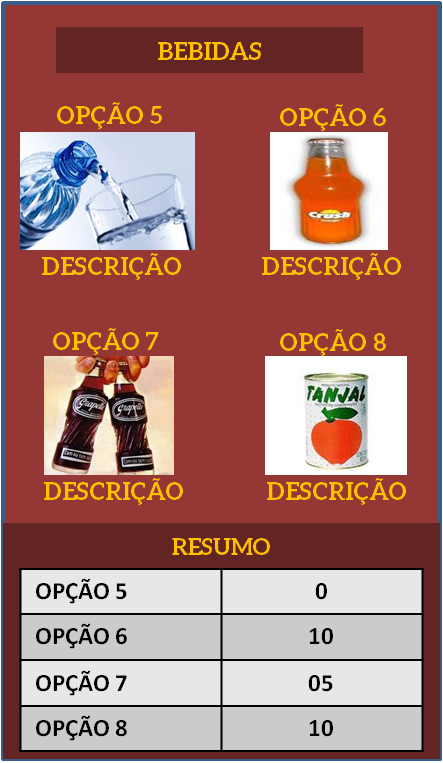 BEBIDAS
OPÇÃO 5
OPÇÃO 6
Crush
DESCRIÇÃO
DESCRIÇÃO
OPÇÃO 7
OPÇÃO 8
Grapette
Grapette
TANJAL
DESCRIÇÃO
DESCRIÇÃO
RESUMO
OPÇÃO 5 0
OPÇÃO 6 10
OPÇÃO 7 05
OPÇÃO 8 10